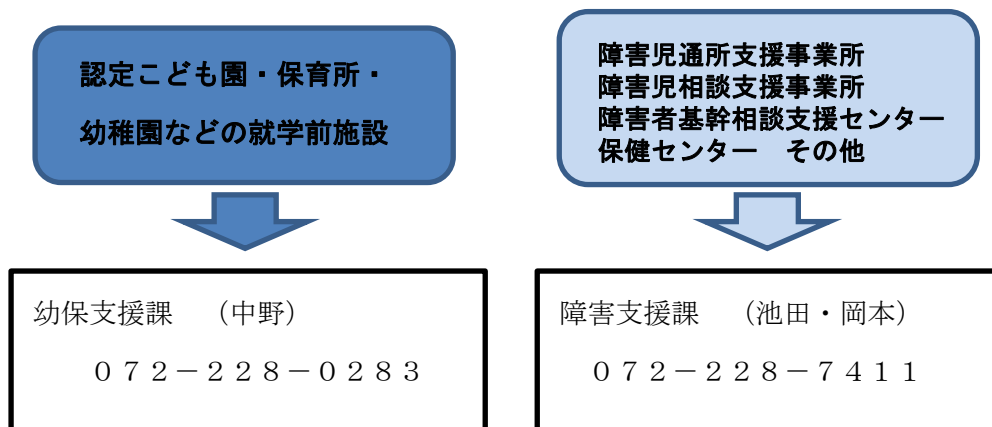 認定こども園・保育所・
幼稚園などの就学前施設
障害児通所支援事業所
障害児相談支援事業所
障害者基幹相談支援センター
保健センター　その他
幼保支援課　（中野）
０７２－２２８－０２８３
障害支援課　（池田・岡本）
０７２－２２８－７４１１